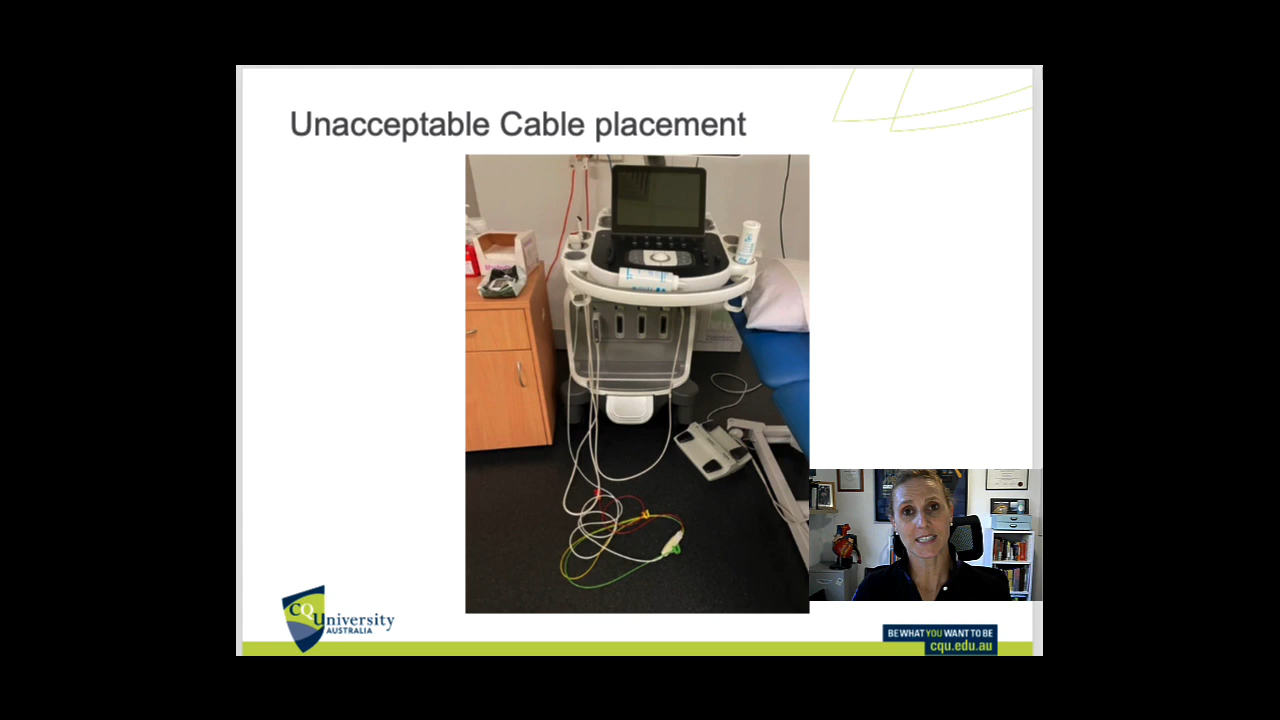 Unacceptable Cable placement
CQUniversity
AUSTRALIA
BE WHAT YOU WANT TO BE
cqu.edu.au